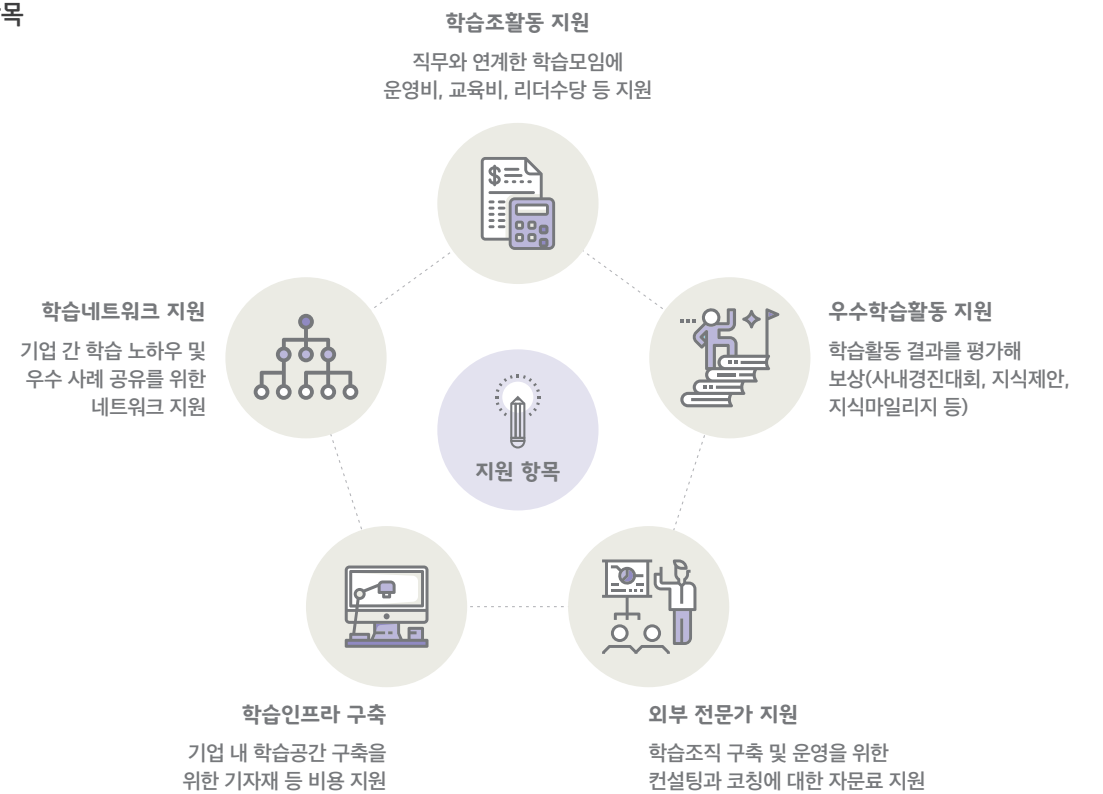 목
학습조활동 지원
직무와 연계한 학습모임에
운영비, 교육비, 리더수당 등 지원
$
학습네트워크 지원
기업 간 학습 노하우 및
우수 사례 공유를 위한
네트워크 지원
우수학습활동 지원
학습활동 결과를 평가해
보상(사내경진대회, 지식제안,
지식마일리지 등)
지원 항목
학습인프라 구축
기업 내 학습공간 구축을
위한 기자재 등 비용 지원
외부 전문가 지원
학습조직 구축 및 운영을 위한
컨설팅과 코칭에 대한 자문료 지원